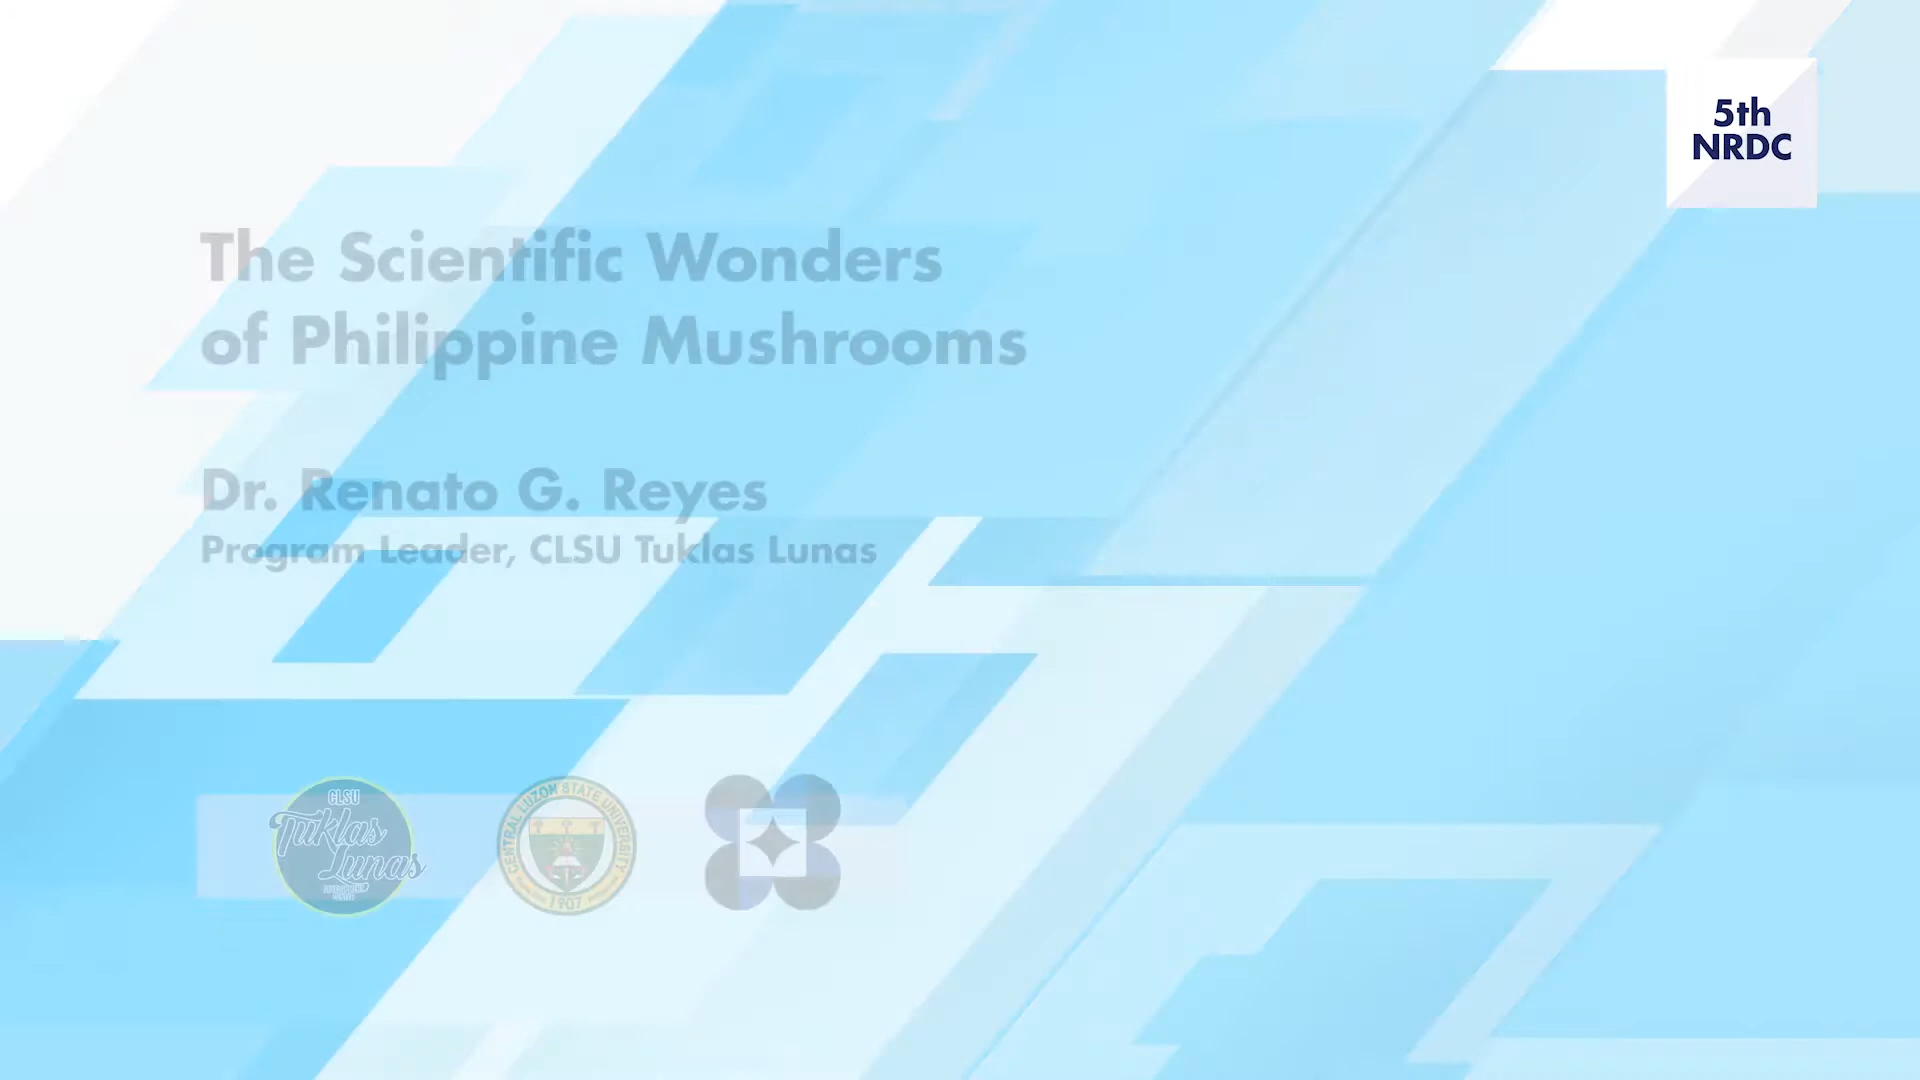 5th
NRDC
The Scientific Wonders
of Philippine Mushrooms
Dr. Renato G. Reyes
Program Leader, CLSU Tuklas Lunas
CLSU
Tuklas
Lunas
CENTRAL LUZON STATE UNIVERSITY
1907